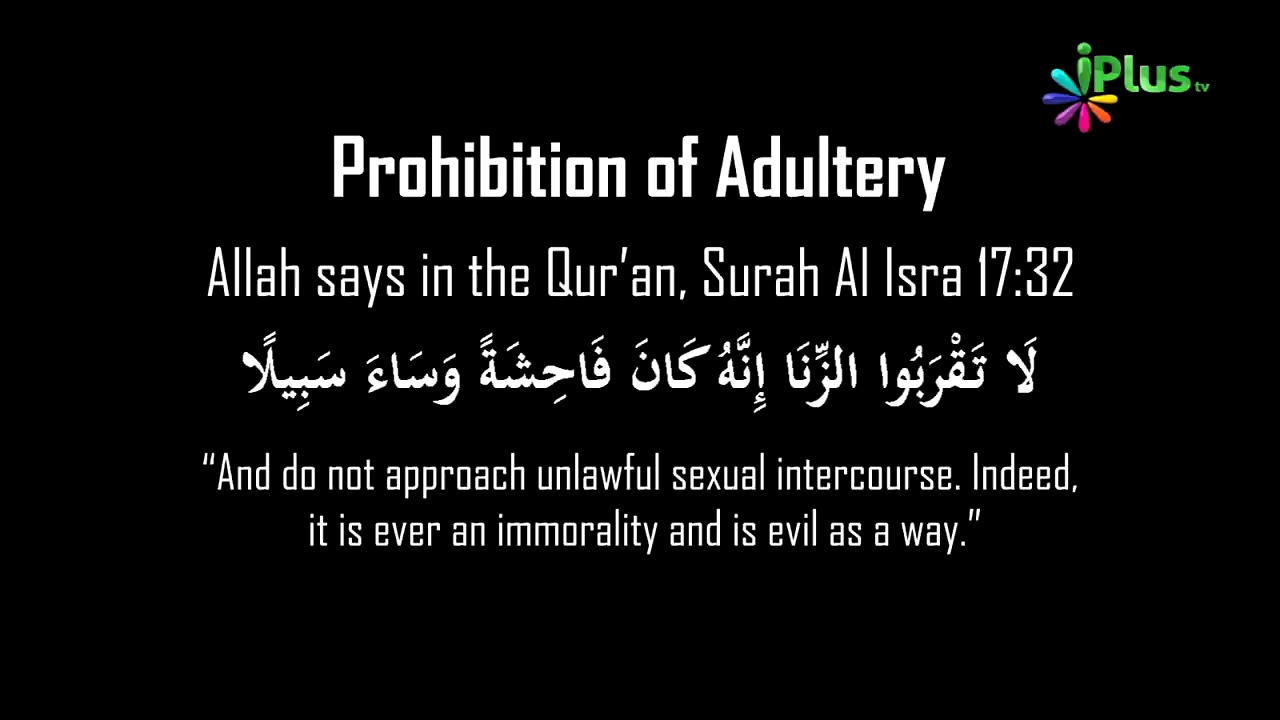 iPlus tv
Prohibition of Adultery
Allah says in the Qur’an, Surah Al Isra 17:32
لَا تَقْرَبُوا الزِّنَا إِنَّهُ كَانَ فَاحِشَةً وَسَاءَ سَبِيلًا
“And do not approach unlawful sexual intercourse. Indeed,
it is ever an immorality and is evil as a way.”